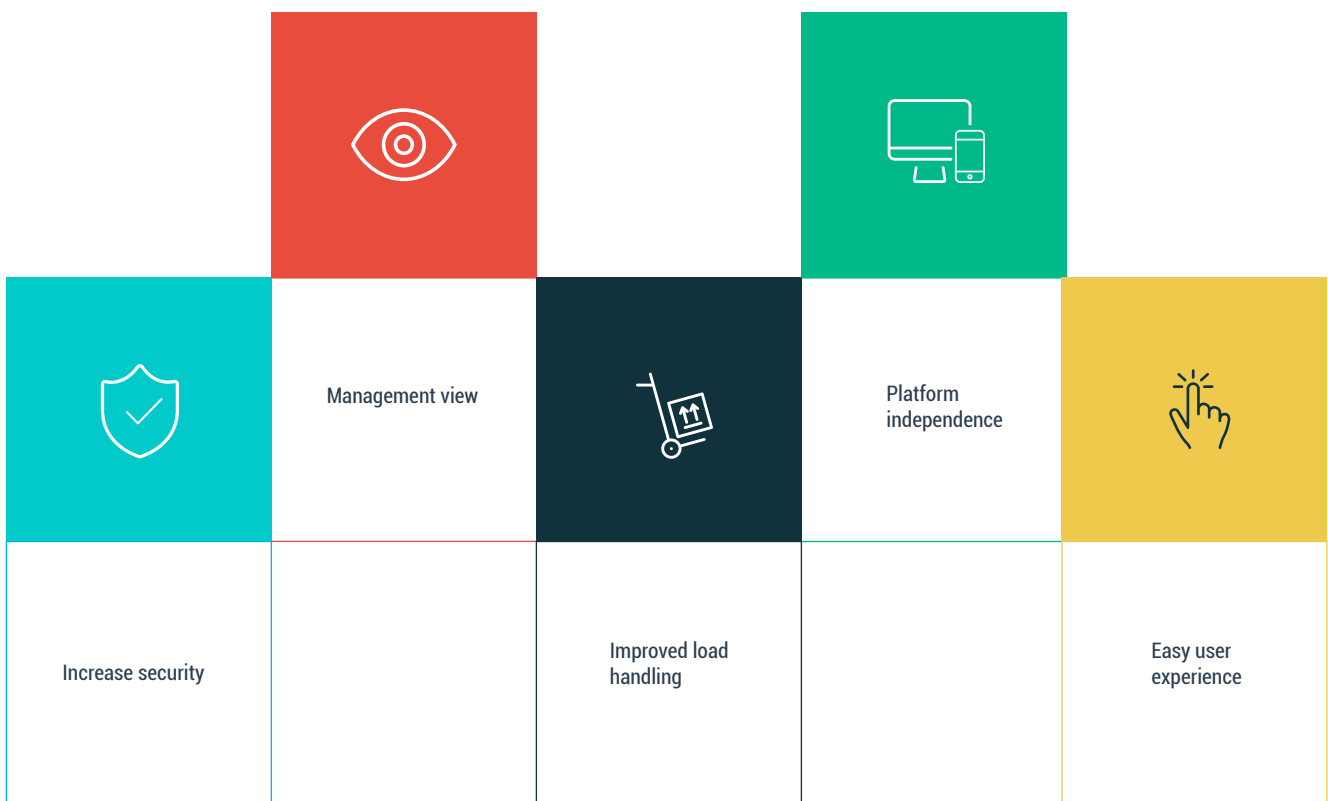 Management view
Platform
independence
Increase security
Improved load
handling
Easy user
experience